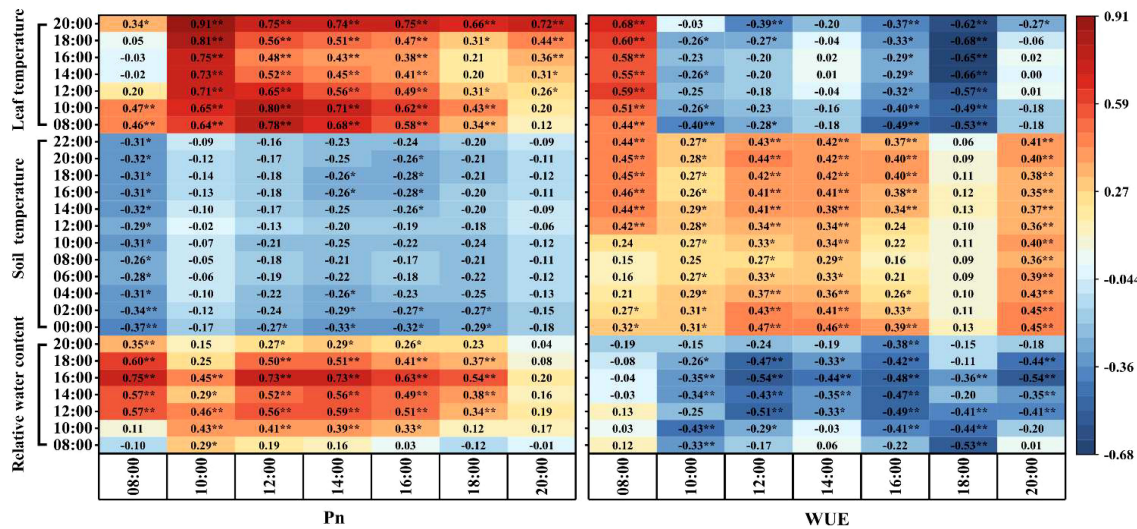 20:00 0.34* 0.91** 0.75** 0.74** 0.75** 0.66** 0.72** 0.68** -0.03 -0.39** -0.20 -0.37** -0.62** -0.27* 0.91
18:00 0.05 0.81** 0.56** 0.51** 0.47** 0.31* 0.44** 0.60** -0.26* -0.27* -0.04 -0.33* -0.68** -0.06
16:00 -0.03 0.75** 0.48** 0.43** 0.38** 0.21 0.36** 0.58** -0.23 -0.20 0.02 -0.29* -0.65** 0.02
14:00 -0.02 0.73** 0.52** 0.45** 0.41** 0.20 0.31* 0.55** -0.26* -0.20 0.01 -0.29* -0.66** 0.00
12:00 0.20 0.71** 0.65** 0.56** 0.49** 0.31* 0.26* 0.59** -0.25 -0.18 -0.04 -0.32* -0.57** 0.01 0.59
10:00 0.47** 0.65** 0.80** 0.71** 0.62** 0.43** 0.20 0.51** -0.26* -0.23 -0.16 -0.40** -0.49** -0.18
08:00 0.46** 0.64** 0.78** 0.68** 0.58** 0.34** 0.12 0.44** -0.40** -0.28* -0.18 -0.49** -0.53** -0.18
Leaf temperature
22:00 -0.31* -0.09 -0.16 -0.23 -0.24 -0.20 -0.09 0.44** 0.27* 0.43** 0.42** 0.37** 0.06 0.41**
20:00 -0.32* -0.12 -0.17 -0.25 -0.26* -0.21 -0.11 0.45** 0.28* 0.44** 0.42** 0.40** 0.09 0.40**
18:00 -0.31* -0.14 -0.18 -0.26* -0.28* -0.21 -0.12 0.45** 0.27* 0.42** 0.42** 0.40** 0.11 0.38**
16:00 -0.31* -0.13 -0.18 -0.26* -0.28* -0.20 -0.11 0.46** 0.26* 0.41** 0.41** 0.38** 0.12 0.35** 0.27
14:00 -0.32* -0.10 -0.17 -0.25 -0.26* -0.20 -0.09 0.44** 0.29* 0.41** 0.38** 0.34** 0.13 0.37**
12:00 -0.29* -0.02 -0.13 -0.20 -0.19 -0.18 -0.06 0.42** 0.28* 0.34** 0.34** 0.24 0.10 0.36**
10:00 -0.31* -0.07 -0.21 -0.25 -0.22 -0.24 -0.12 0.24 0.27* 0.33* 0.34** 0.22 0.11 0.40**
08:00 -0.26* -0.05 -0.18 -0.21 -0.17 -0.21 -0.11 0.15 0.25 0.27* 0.29* 0.16 0.09 0.36**
06:00 -0.28* -0.06 -0.19 -0.22 -0.18 -0.22 -0.12 0.16 0.27* 0.33* 0.33* 0.21 0.09 0.39** -0.044
04:00 -0.31* -0.10 -0.22 -0.26* -0.23 -0.25 -0.13 0.21 0.29* 0.37** 0.36** 0.26* 0.10 0.43**
02:00 -0.34** -0.12 -0.24 -0.29* -0.27* -0.27* -0.15 0.27* 0.31* 0.43** 0.41** 0.33* 0.11 0.45**
00:00 -0.37** -0.17 -0.27* -0.33* -0.32* -0.29* -0.18 0.32* 0.31* 0.47** 0.46** 0.39** 0.13 0.45**
Soil temperature
20:00 0.35** 0.15 0.27* 0.29* 0.26* 0.23 0.04 -0.19 -0.15 -0.24 -0.19 -0.38** -0.15 -0.18
18:00 0.60** 0.25 0.50** 0.51** 0.41** 0.37** 0.08 -0.08 -0.26* -0.47** -0.33* -0.42** -0.11 -0.44** -0.36
16:00 0.75** 0.45** 0.73** 0.73** 0.63** 0.54** 0.20 -0.04 -0.35** -0.54** -0.44** -0.48** -0.36** -0.54**
14:00 0.57** 0.29* 0.52** 0.56** 0.49** 0.38** 0.16 -0.03 -0.34** -0.43** -0.35** -0.47** -0.20 -0.35**
12:00 0.57** 0.46** 0.56** 0.59** 0.51** 0.34** 0.19 0.13 -0.25 -0.51** -0.33* -0.49** -0.41** -0.41**
10:00 0.11 0.43** 0.41** 0.39** 0.33* 0.12 0.17 0.03 -0.43** -0.29* -0.03 -0.41** -0.44** -0.20
08:00 -0.10 0.29* 0.19 0.16 0.03 -0.12 -0.01 0.12 -0.33** -0.17 0.06 -0.22 -0.53** 0.01 -0.68
Relative water content
08:00 10:00 12:00 14:00 16:00 18:00 20:00 08:00 10:00 12:00 14:00 16:00 18:00 20:00
Pn WUE